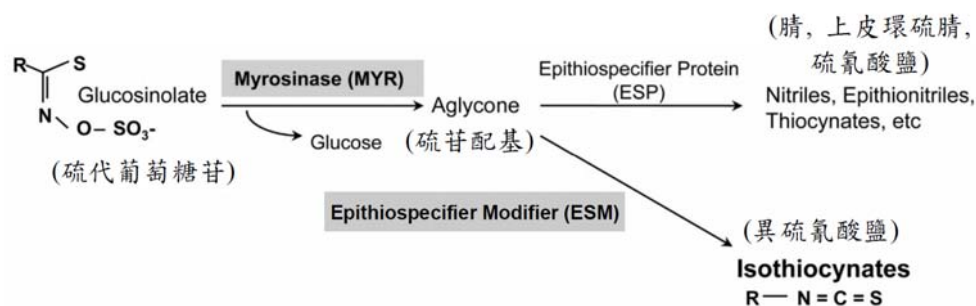 R
S
Glucosinolate
N
O – SO₃-
(硫代葡萄糖苷)
Myrosinase (MYR)
Glucose
Aglycone
(硫苷配基)
Epithiospecifier Protein
(ESP)
(腈, 上皮環硫腈,
硫氰酸鹽)
Nitriles, Epithionitriles,
Thiocynates, etc
Epithiospecifier Modifier (ESM)
(異硫氰酸鹽)
Isothiocynates
R — N = C = S